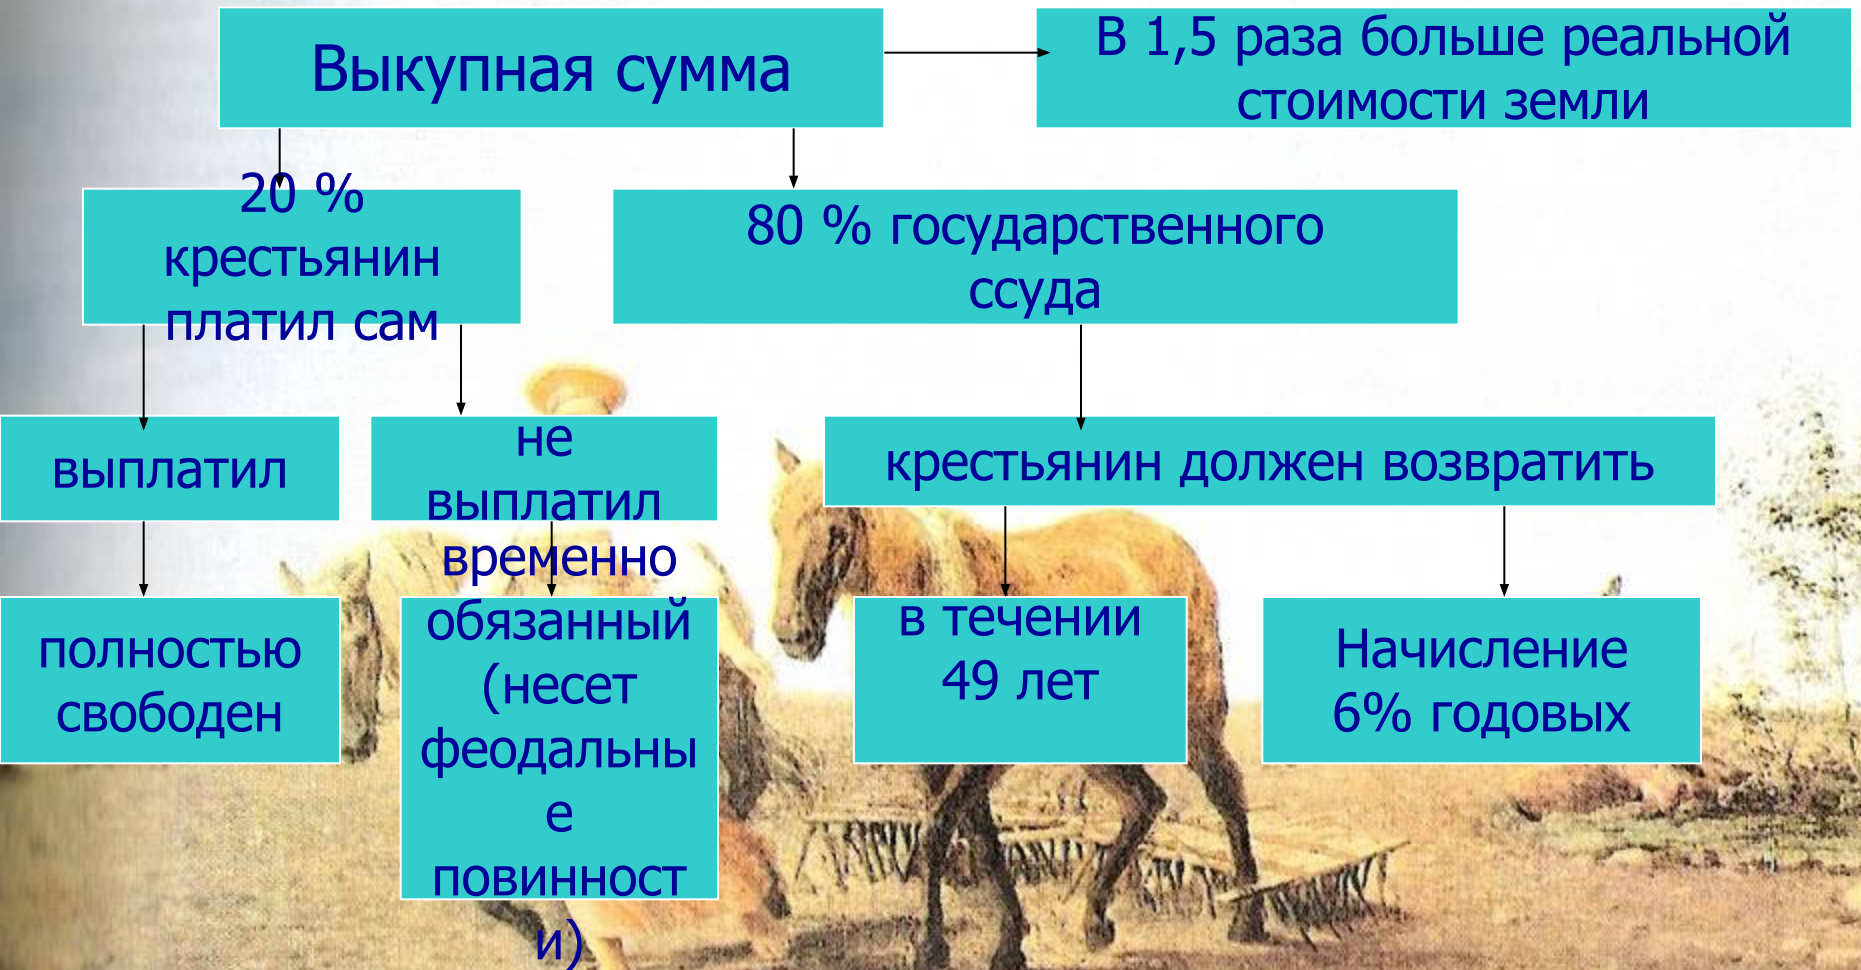 Выкупная сумма
В 1,5 раза больше реальной
стоимости земли
20 %
крестьянин
платил сам
80 % государственного
ссуда
выплатил
не
выплатил
крестьянин должен возвратить
полностью
свободен
временно
обязанный
(несет
феодальны
е
повинност
и)
в течении
49 лет
Начисление
6% годовых